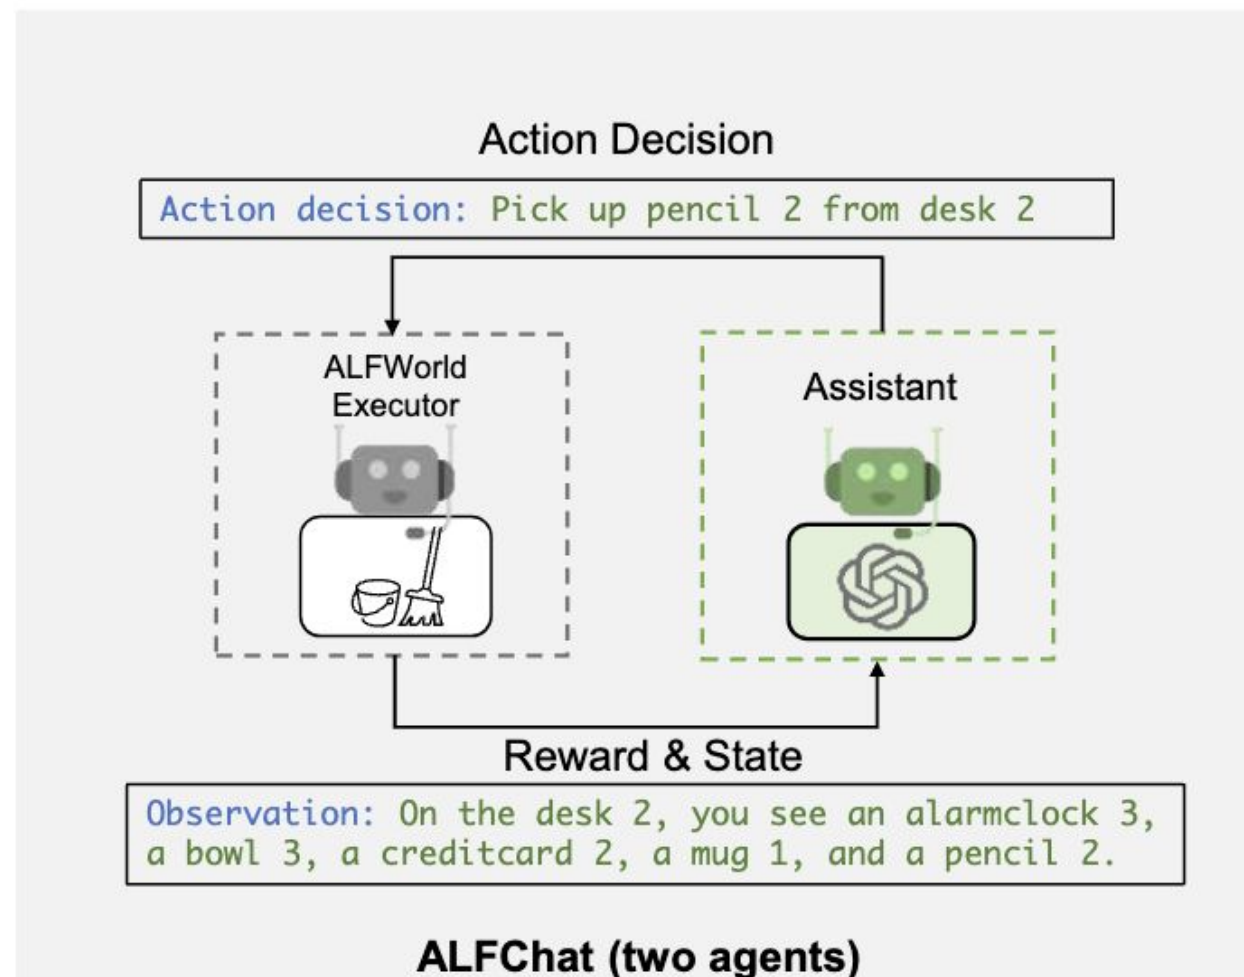 Action Decision
Action decision: Pick up pencil 2 from desk 2
ALFWorld
Executor
Assistant
Reward & State
Observation: On the desk 2, you see an alarmclock 3,
a bowl 3, a creditcard 2, a mug 1, and a pencil 2.
ALFChat (two agents)